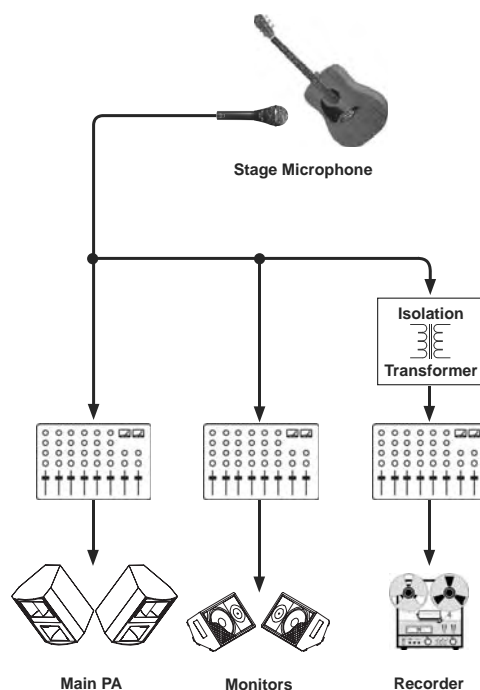 Stage Microphone
Isolation
Transformer
Main PA
Monitors
Recorder